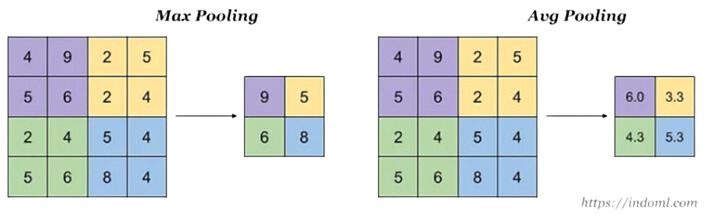 Max Pooling
Avg Pooling
4 9 2 5
5 6 2 4
2 4 5 4
5 6 8 4
9 5
6 8
4 9 2 5
5 6 2 4
2 4 5 4
5 6 8 4
6.0 3.3
4.3 5.3
https://indoml.com